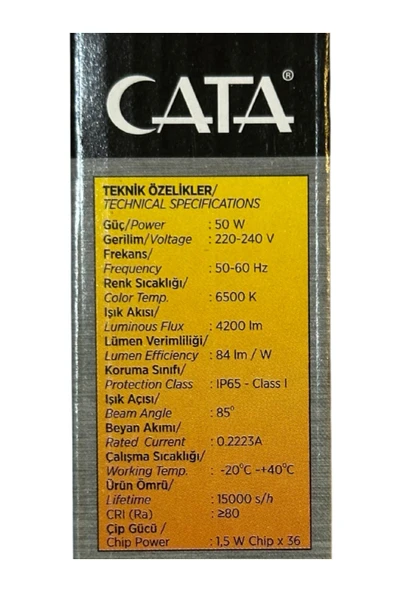 CATA®
TEKNİK ÖZELİKLER/
TECHNICAL SPECIFICATIONS
Güç/Power : 50 W
Gerilim/Voltage : 220-240 V
Frekans/
Frequency : 50-60 Hz
Renk Sıcaklığı/
Color Temp. : 6500 K
Işık Akısı/
Luminous Flux : 4200 lm
Lümen Verimliliği/
Lumen Efficiency : 84 lm / W
Koruma Sınıfı/
Protection Class : IP65 - Class I
Işık Açısı/
Beam Angle : 85°
Beyan Akımı/
Rated Current : 0.2223A
Çalışma Sıcaklığı/
Working Temp. : -20°C -+40°C
Ürün Ömrü/
Lifetime : 15000 s/h
CRI (Ra) : ≥80
Çip Gücü /
Chip Power : 1,5 W Chip x 36